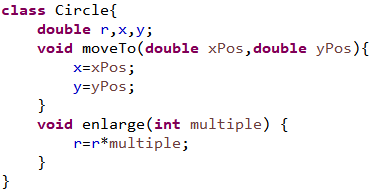 class Circle{
    double r,x,y;
    void moveTo(double xPos,double yPos){
        x=xPos;
        y=yPos;
    }
    void enlarge(int multiple) {
        r=r*multiple;
    }
}